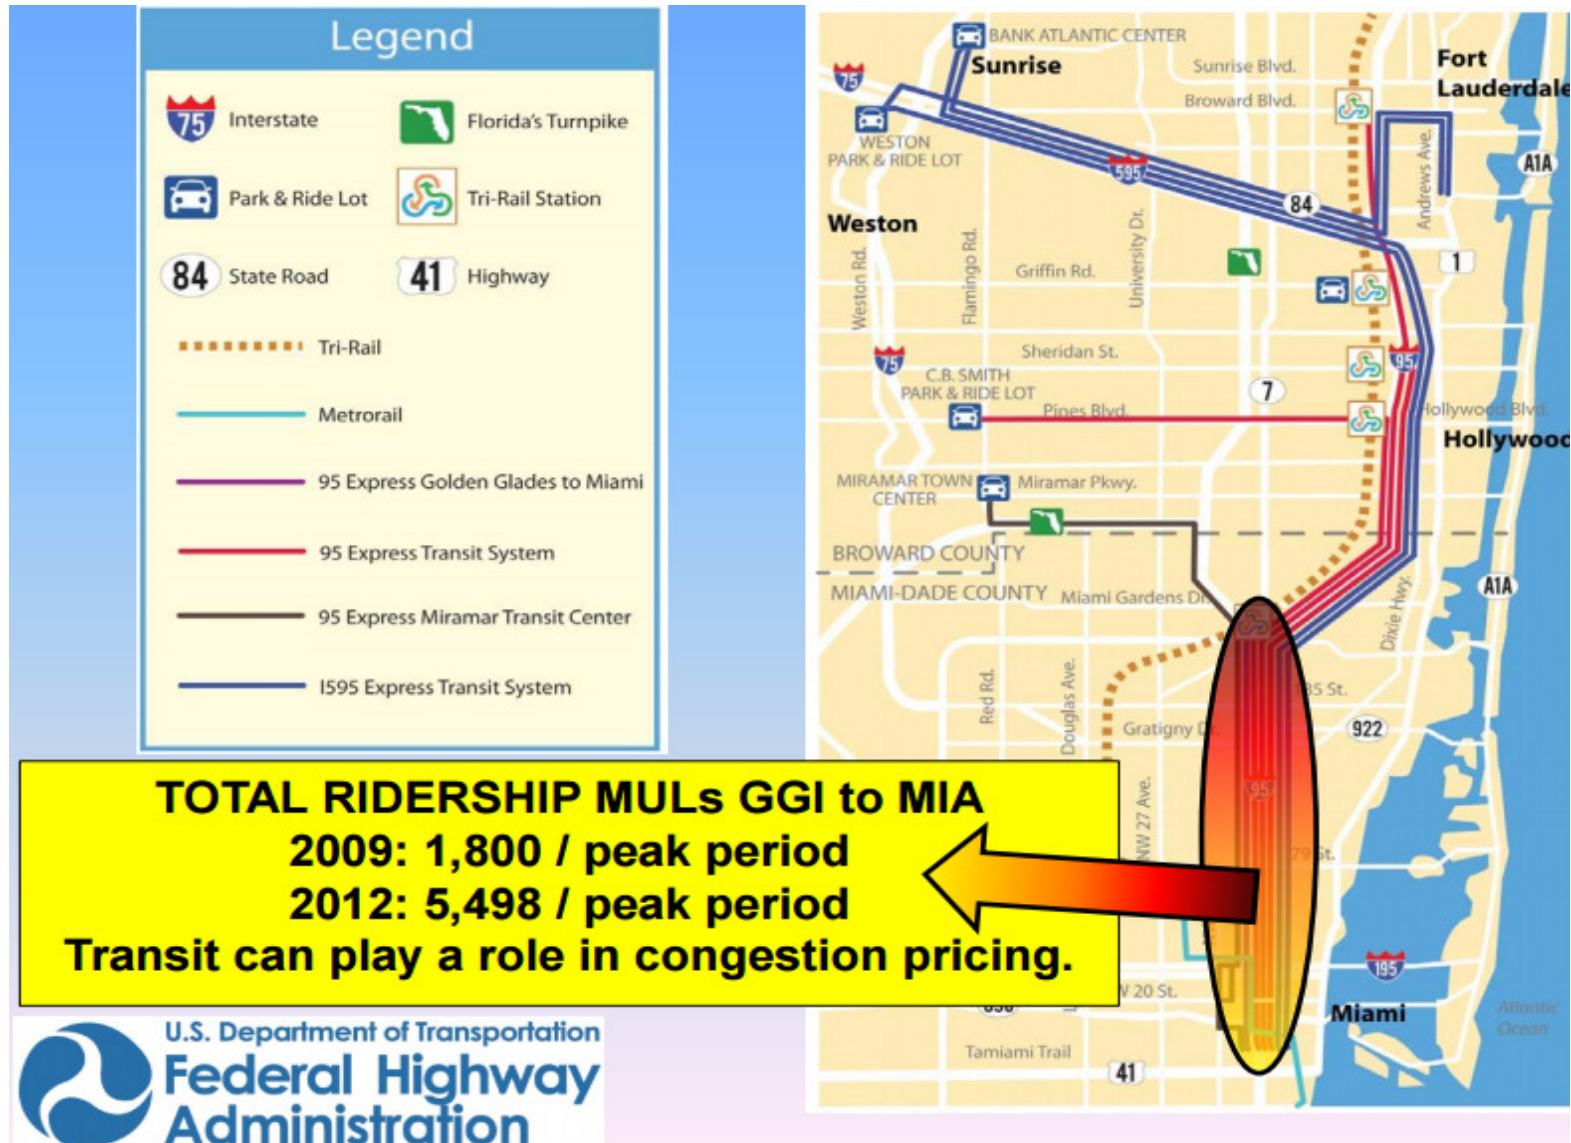 Legend
75
Interstate
Florida's Turnpike
Park & Ride Lot
Tri-Rail Station
84
State Road
41
Highway
Tri-Rail
Metrorail
95 Express Golden Glades to Miami
95 Express Transit System
95 Express Miramar Transit Center
I595 Express Transit System
BANK ATLANTIC CENTER
Sunrise
Sunrise Blvd.
Fort
Lauderdale
75
Broward Blvd.
WESTON
PARK & RIDE LOT
595
Andrews Ave.
A1A
84
Weston
University Dr.
Weston Rd.
Flamingo Rd.
Griffin Rd.
1
Sheridan St.
75
95
C.B. SMITH
PARK & RIDE LOT
7
Pines Blvd.
Hollywood Blvd.
Hollywood
MIRAMAR TOWN
CENTER
Miramar Pkwy.
BROWARD COUNTY
MIAMI-DADE COUNTY
Miami Gardens Dr.
Dixie Hwy.
A1A
Red Rd.
Douglas Ave.
Gratigny
922
95
NW 27 Ave.
79 St.
195
20 St.
Miami
Atlantic
Ocean
Tamiami Trail
41
TOTAL RIDERSHIP MULs GGI to MIA
2009: 1,800 / peak period
2012: 5,498 / peak period
Transit can play a role in congestion pricing.
U.S. Department of Transportation
Federal Highway
Administration